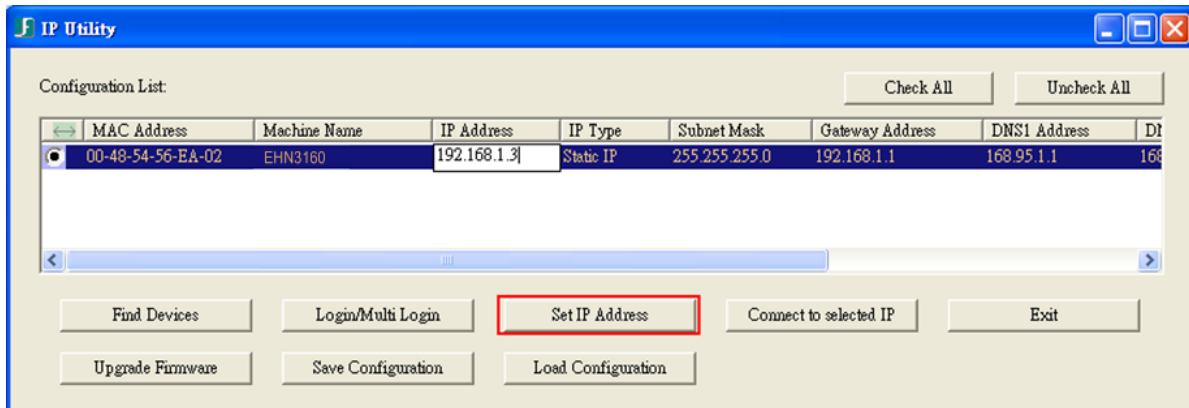 IP Utility
Configuration List:
Check All
Uncheck All
MAC Address Machine Name IP Address IP Type Subnet Mask Gateway Address DNS1 Address
00-48-54-56-EA-02 EHN3160 192.168.1.3 Static IP 255.255.255.0 192.168.1.1 168.95.1.1 168
Find Devices Login/Multi Login Set IP Address Connect to selected IP Exit
Upgrade Firmware Save Configuration Load Configuration